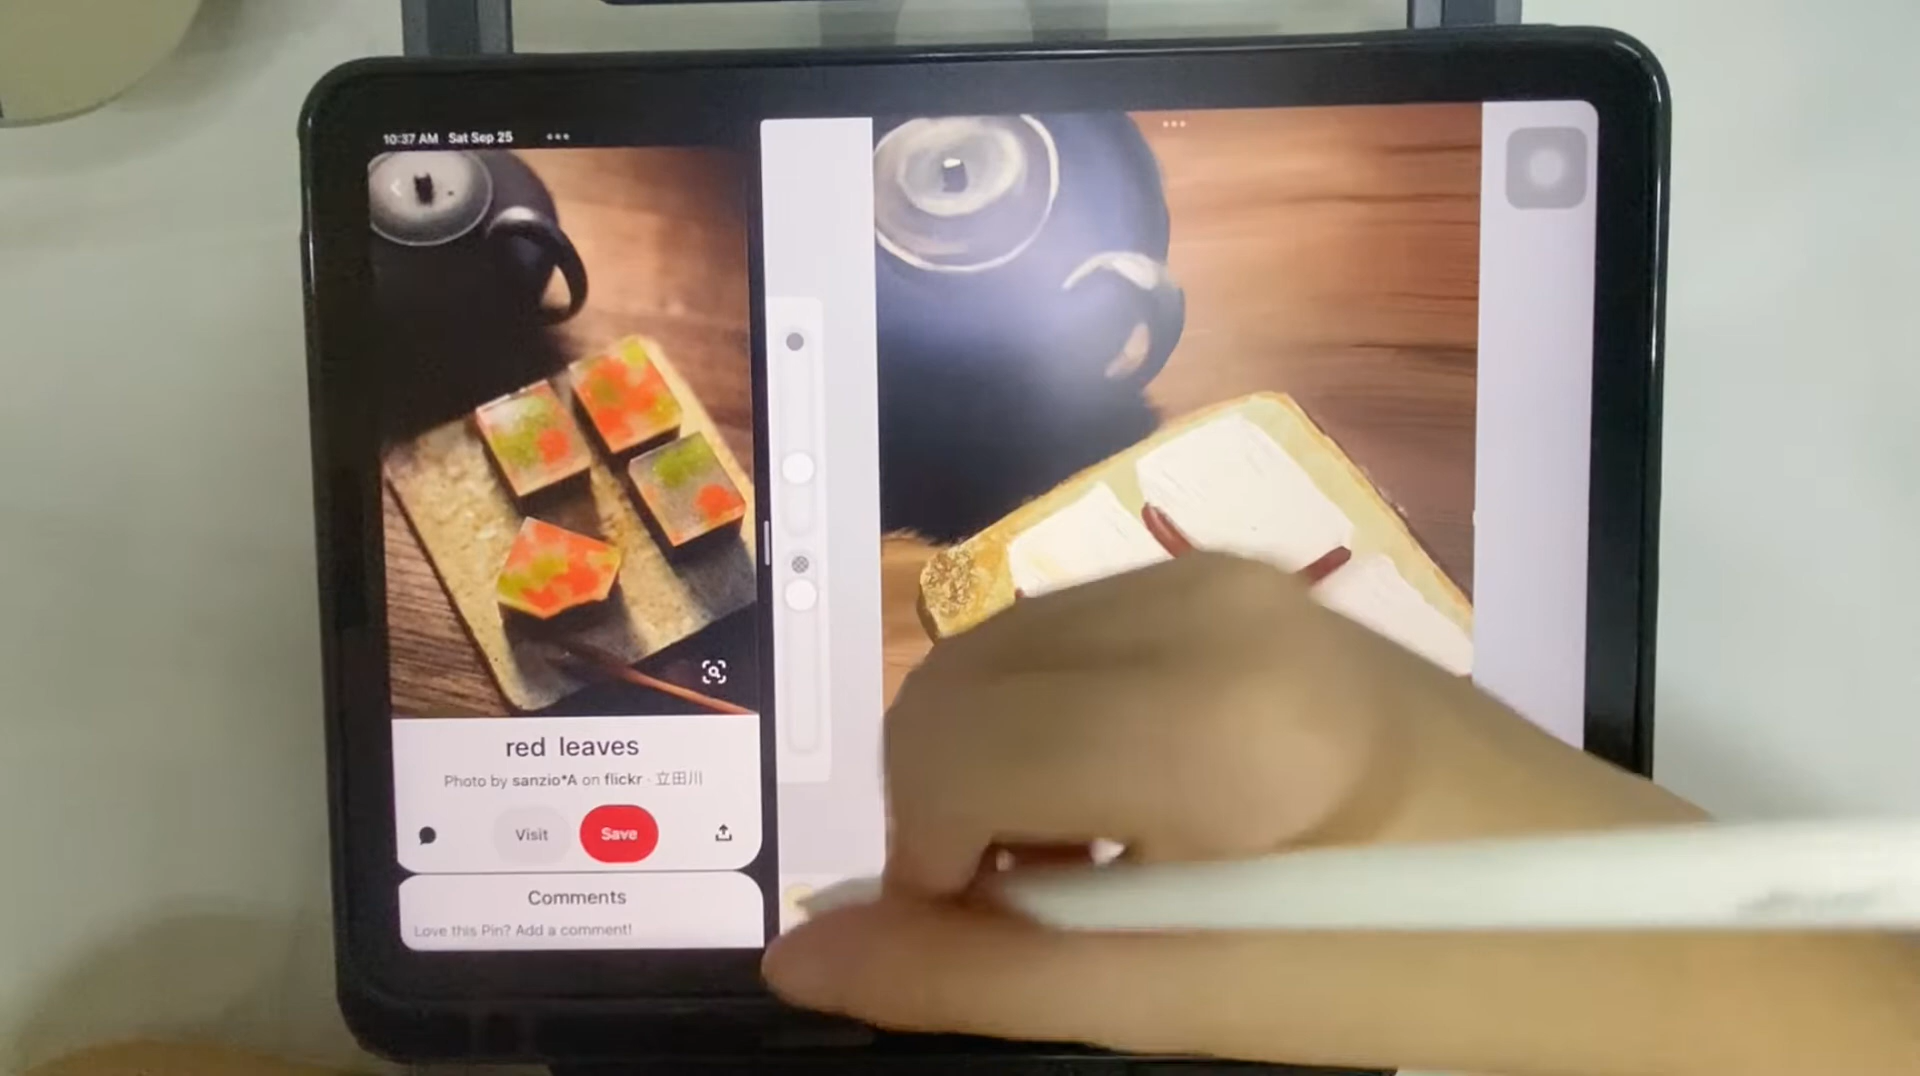 10:37 AM Sat Sep 25
red leaves
Photo by sanzio*A on flickr · 立田川
Visit
Save
Comments
Love this Pin? Add a comment!